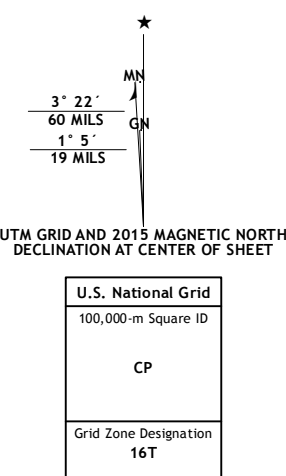 ★
MN
3° 22´
60 MILS
GN
1° 5´
19 MILS
UTM GRID AND 2015 MAGNETIC NORTH
DECLINATION AT CENTER OF SHEET
U.S. National Grid
100,000-m Square ID
CP
Grid Zone Designation
16T